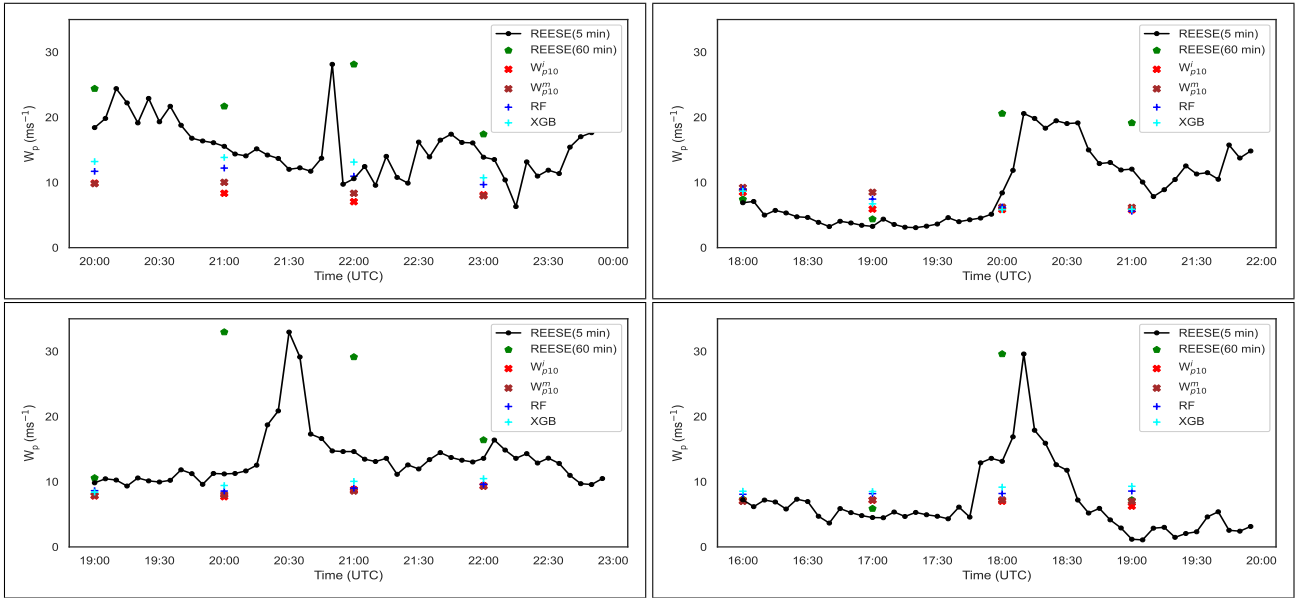 REESE(5 min)
REESE(60 min)
W^i_p10
W^m_p10
RF
XGB
30
20
10
0
W_p (ms^−1)
20:00 20:30 21:00 21:30 22:00 22:30 23:00 23:30 00:00
Time (UTC)
REESE(5 min)
REESE(60 min)
W^i_p10
W^m_p10
RF
XGB
30
20
10
0
W_p (ms^−1)
18:00 18:30 19:00 19:30 20:00 20:30 21:00 21:30 22:00
Time (UTC)
REESE(5 min)
REESE(60 min)
W^i_p10
W^m_p10
RF
XGB
30
20
10
0
W_p (ms^−1)
19:00 19:30 20:00 20:30 21:00 21:30 22:00 22:30 23:00
Time (UTC)
REESE(5 min)
REESE(60 min)
W^i_p10
W^m_p10
RF
XGB
30
20
10
0
W_p (ms^−1)
16:00 16:30 17:00 17:30 18:00 18:30 19:00 19:30 20:00
Time (UTC)